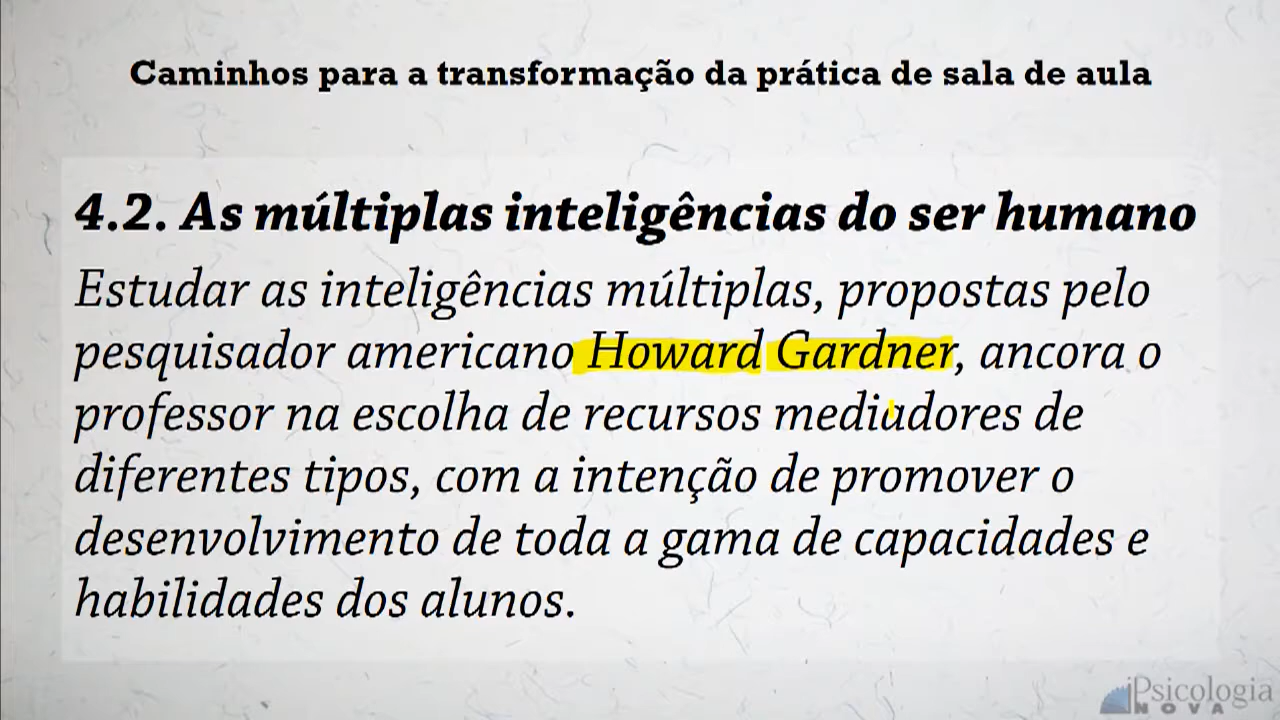 Caminhos para a transformação da prática de sala de aula
4.2. As múltiplas inteligências do ser humano
Estudar as inteligências múltiplas, propostas pelo
pesquisador americano Howard Gardner, ancora o
professor na escolha de recursos mediadores de
diferentes tipos, com a intenção de promover o
desenvolvimento de toda a gama de capacidades e
habilidades dos alunos.
Psicologia
NOVA